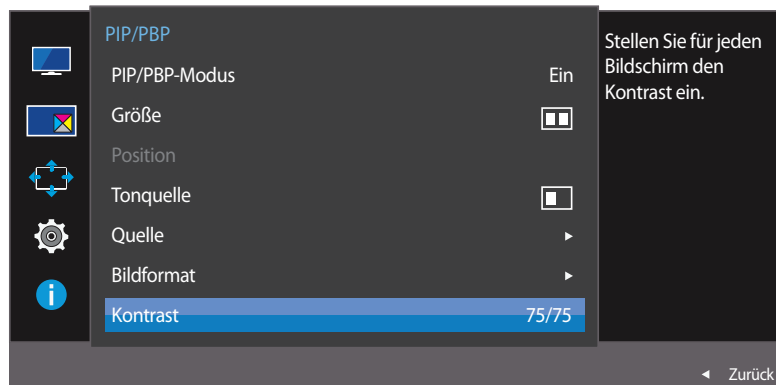 PIP/PBP
PIP/PBP-Modus Ein
Größe
Position
Tonquelle
Quelle
Bildformat
Kontrast 75/75
Stellen Sie für jeden
Bildschirm den
Kontrast ein.
Zurück